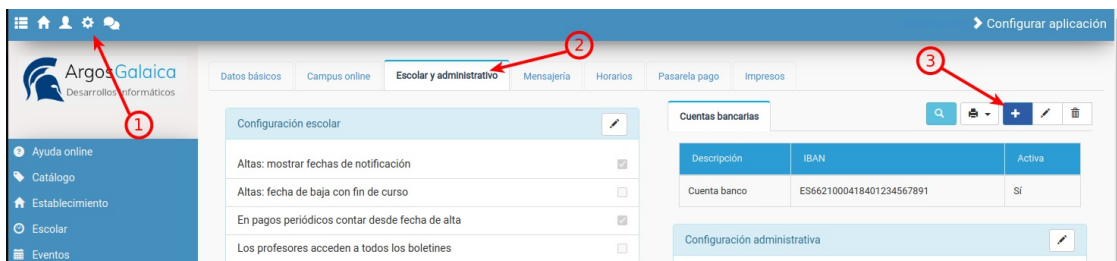 Configurar aplicación
ArgosGalaica
Desarrollos Informáticos
1
2
3
Datos básicos Campus online Escolar y administrativo Mensajería Horarios Pasarela pago Impresos
Configuración escolar
Altas: mostrar fechas de notificación
Altas: fecha de baja con fin de curso
En pagos periódicos contar desde fecha de alta
Los profesores acceden a todos los boletines
Cuentas bancarias
Descripción IBAN Activa
Cuenta banco ES6621000418401234567891 Sí
Configuración administrativa
Ayuda online
Catálogo
Establecimiento
Escolar
Eventos